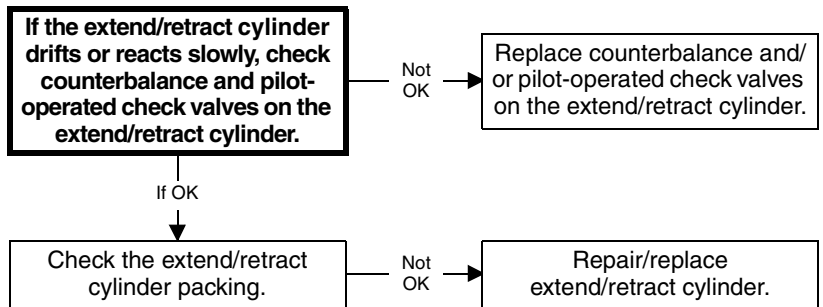 If the extend/retract cylinder
drifts or reacts slowly, check
counterbalance and pilot-
operated check valves on the
extend/retract cylinder.
Not
OK
Replace counterbalance and/
or pilot-operated check valves
on the extend/retract cylinder.
If OK
Check the extend/retract
cylinder packing.
Not
OK
Repair/replace
extend/retract cylinder.